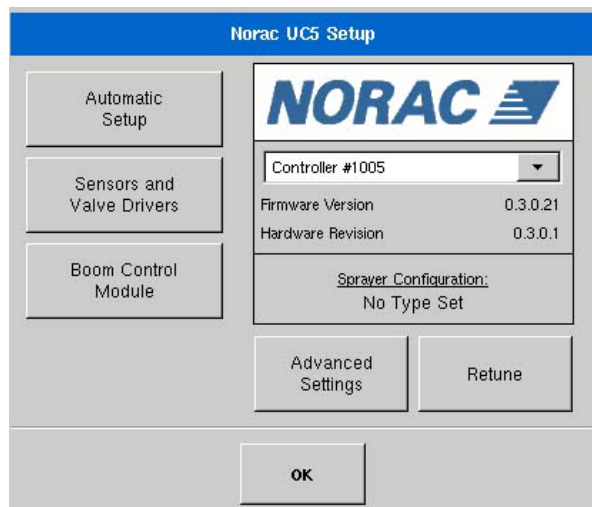 Norac UC5 Setup
Automatic
Setup
Sensors and
Valve Drivers
Boom Control
Module
NORAC
Controller #1005
Firmware Version 0.3.0.21
Hardware Revision 0.3.0.1
Sprayer Configuration:
No Type Set
Advanced
Settings
Retune
OK